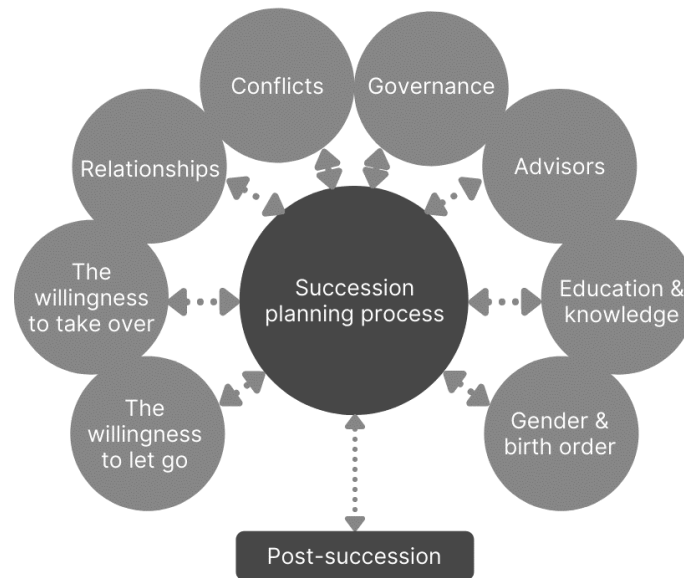 Conflicts
Governance
Relationships
Advisors
The
willingness
to take over
Succession
planning process
Education &
knowledge
The
willingness
to let go
Gender &
birth order
Post-succession